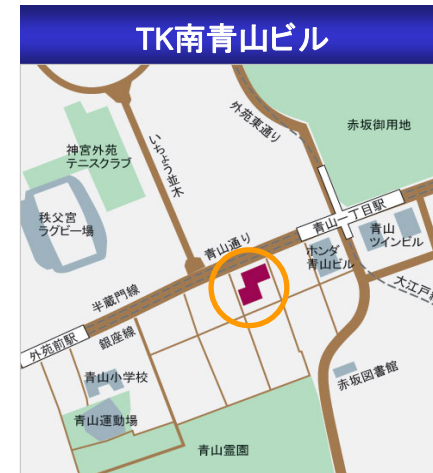 TK南青山ビル
外苑東通り
赤坂御用地
神宮外苑
テニスクラブ
いちょう並木
秩父宮
ラグビー場
青山一丁目駅
青山通り
ホンダ
青山ビル
青山
ツインビル
半蔵門線
大江戸線
銀座線
外苑前駅
青山小学校
赤坂図書館
青山運動場
青山霊園